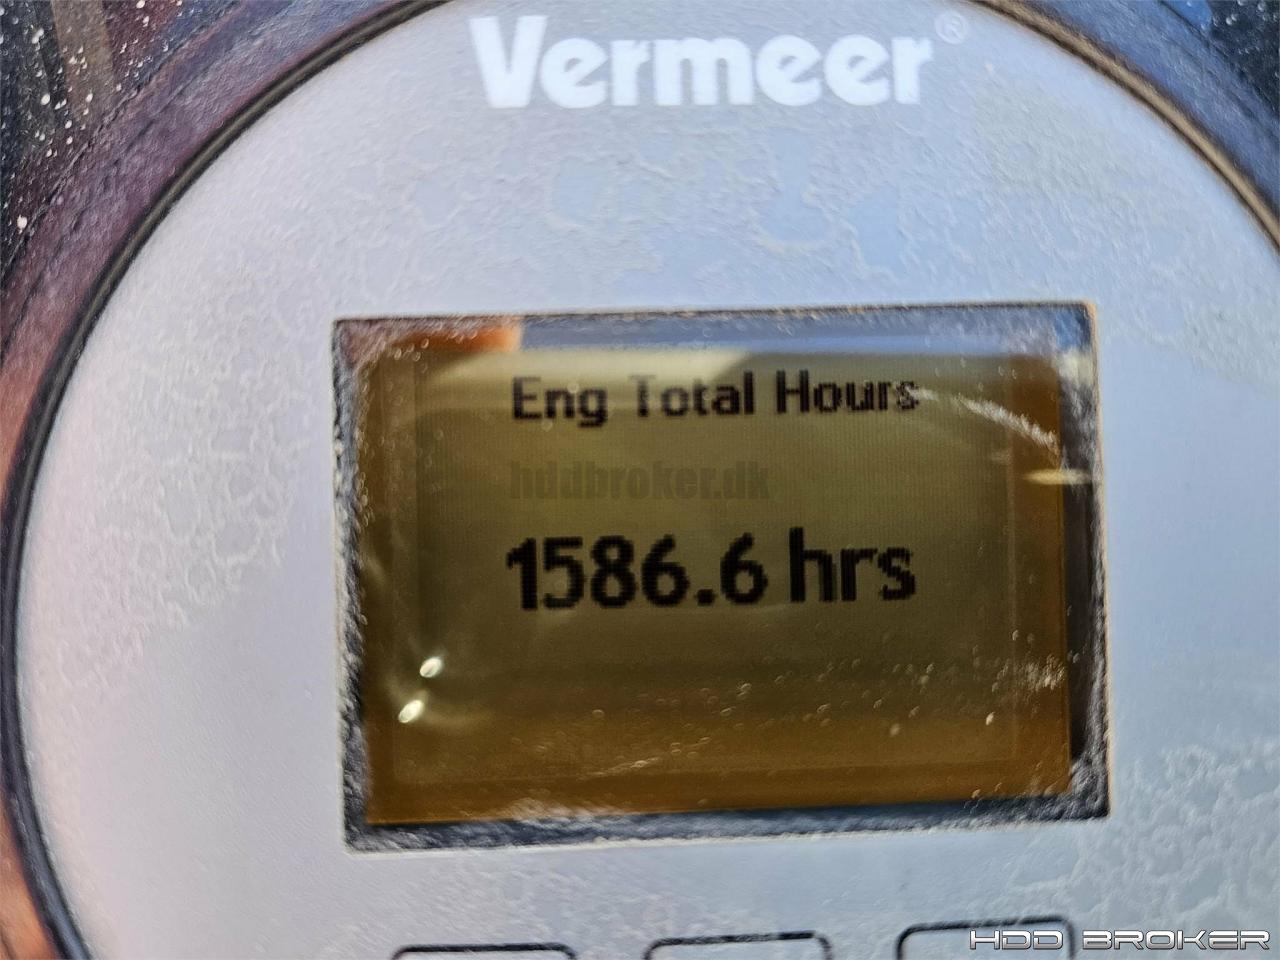 Vermeer®
Eng Total Hours
hddbroker.dk
1586.6 hrs
HDD BROKER